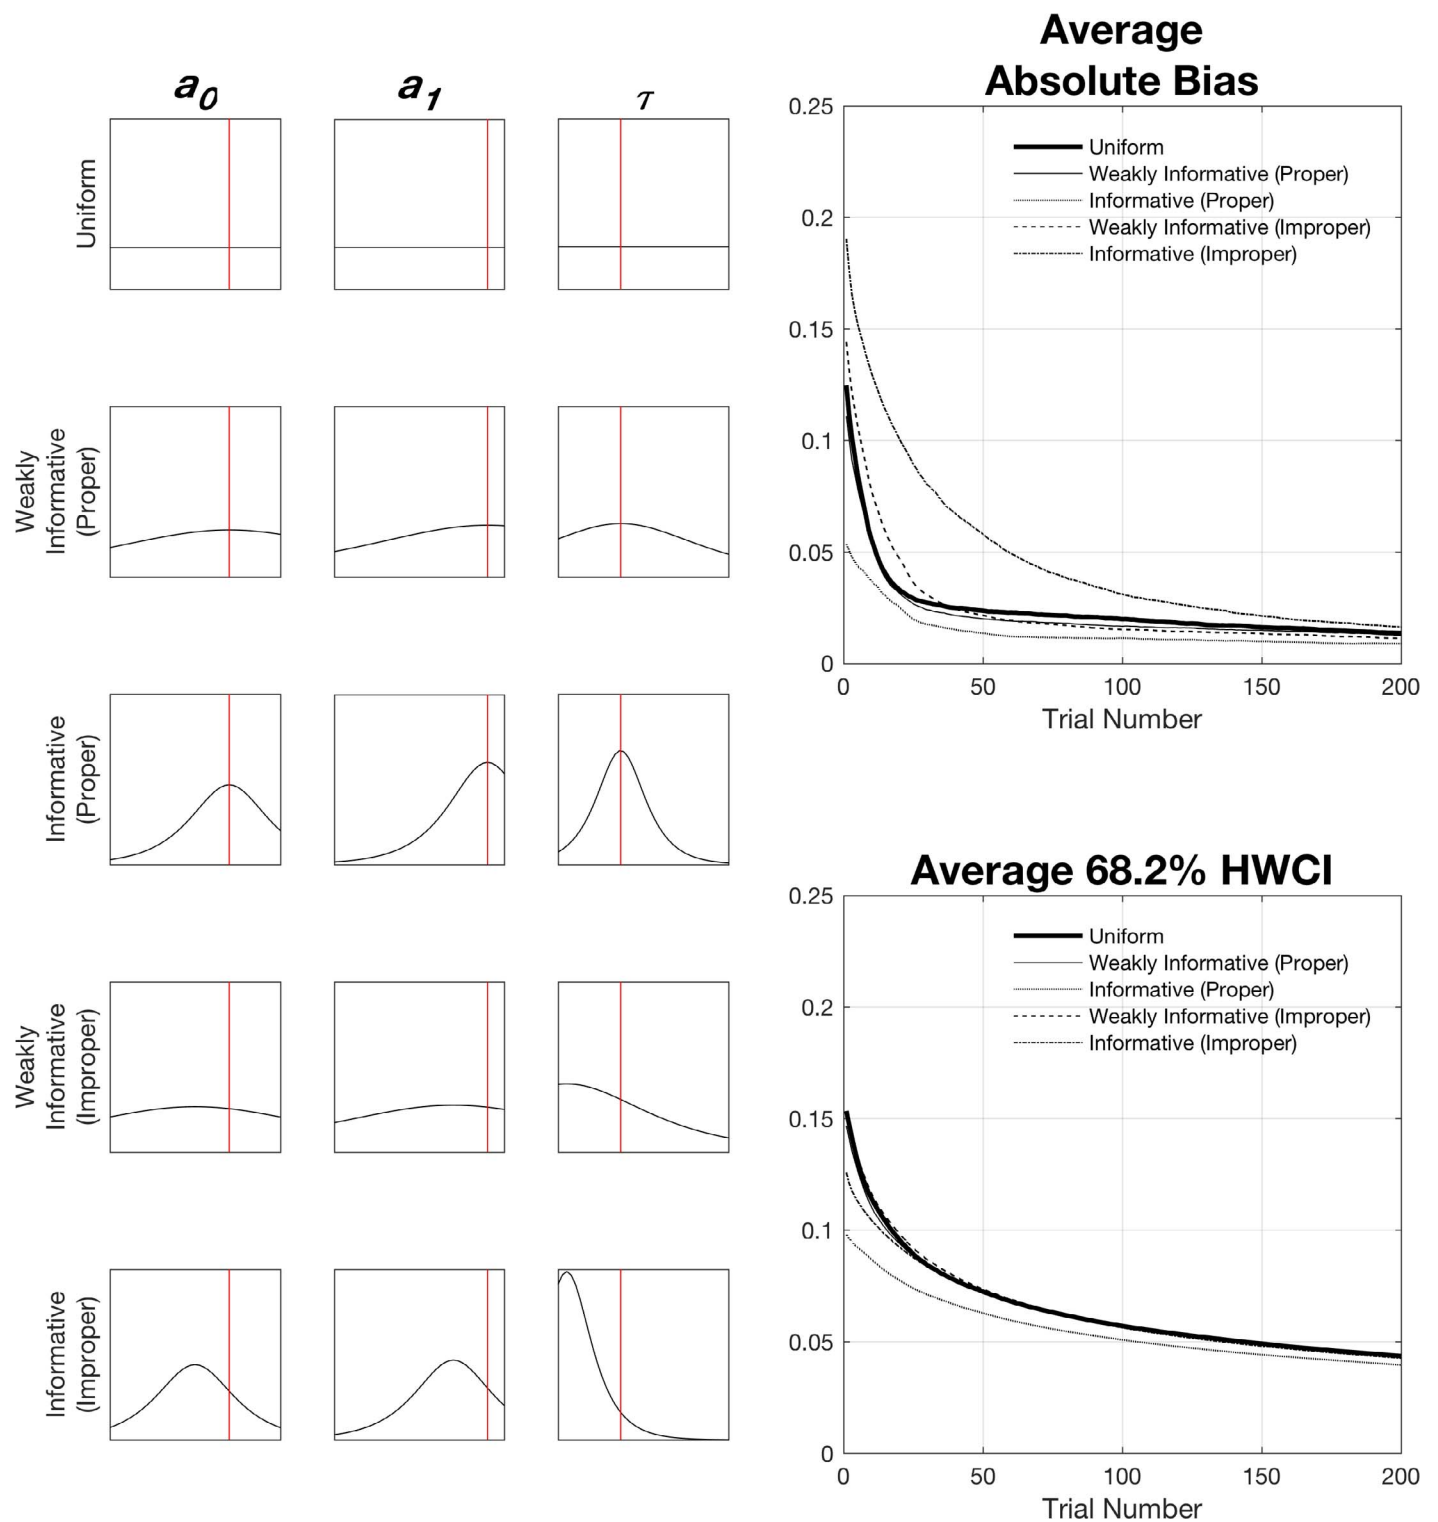 a0
a1
τ
Uniform
Weakly
Informative
(Proper)
Informative
(Proper)
Weakly
Informative
(Improper)
Informative
(Improper)
Average
Absolute Bias
0.25
0.2
0.15
0.1
0.05
0
Uniform
Weakly Informative (Proper)
Informative (Proper)
Weakly Informative (Improper)
Informative (Improper)
0 50 100 150 200
Trial Number
Average 68.2% HWCI
0.25
0.2
0.15
0.1
0.05
0
Uniform
Weakly Informative (Proper)
Informative (Proper)
Weakly Informative (Improper)
Informative (Improper)
0 50 100 150 200
Trial Number